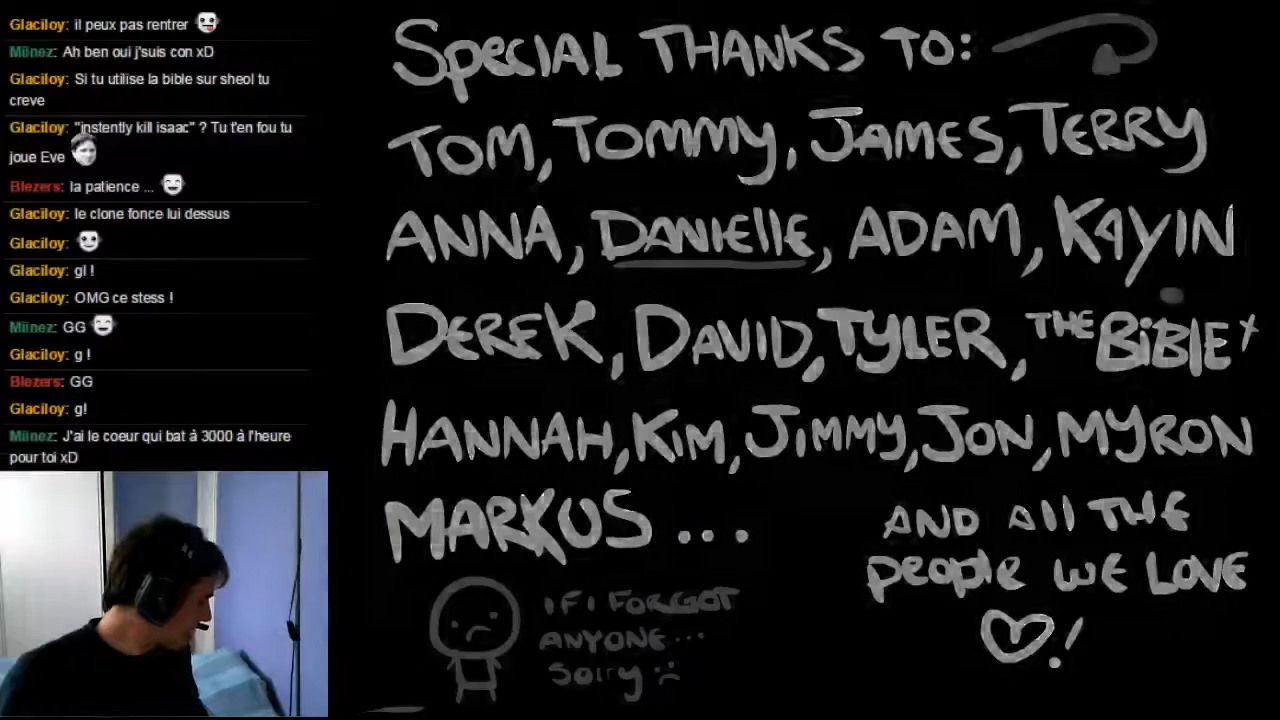 Glaciloy: il peux pas rentrer
Miinez: Ah ben oui j'suis con xD
Glaciloy: Si tu utilise la bible sur sheol tu
creve
Glaciloy: "instently kill isaac" ? Tu t'en fou tu
joue Eve
Blezers: la patience ...
Glaciloy: le clone fonce lui dessus
Glaciloy:
Glaciloy: gl !
Glaciloy: OMG ce stess !
Miinez: GG
Glaciloy: g !
Blezers: GG
Glaciloy: g!
Miinez: J'ai le coeur qui bat à 3000 à l'heure
pour toi xD
SPECIAL THANKS TO:
TOM, TOMMY, JAMES, TERRY
ANNA, DANIELLE, ADAM, KAYIN
DEREK, DAVID, TYLER, THE BIBLE
HANNAH, KIM, JIMMY, JON, MYRON
MARKUS ...
AND All THE
people WE LOVE
!
IF I FORGOT
ANYONE...
Sorry :(